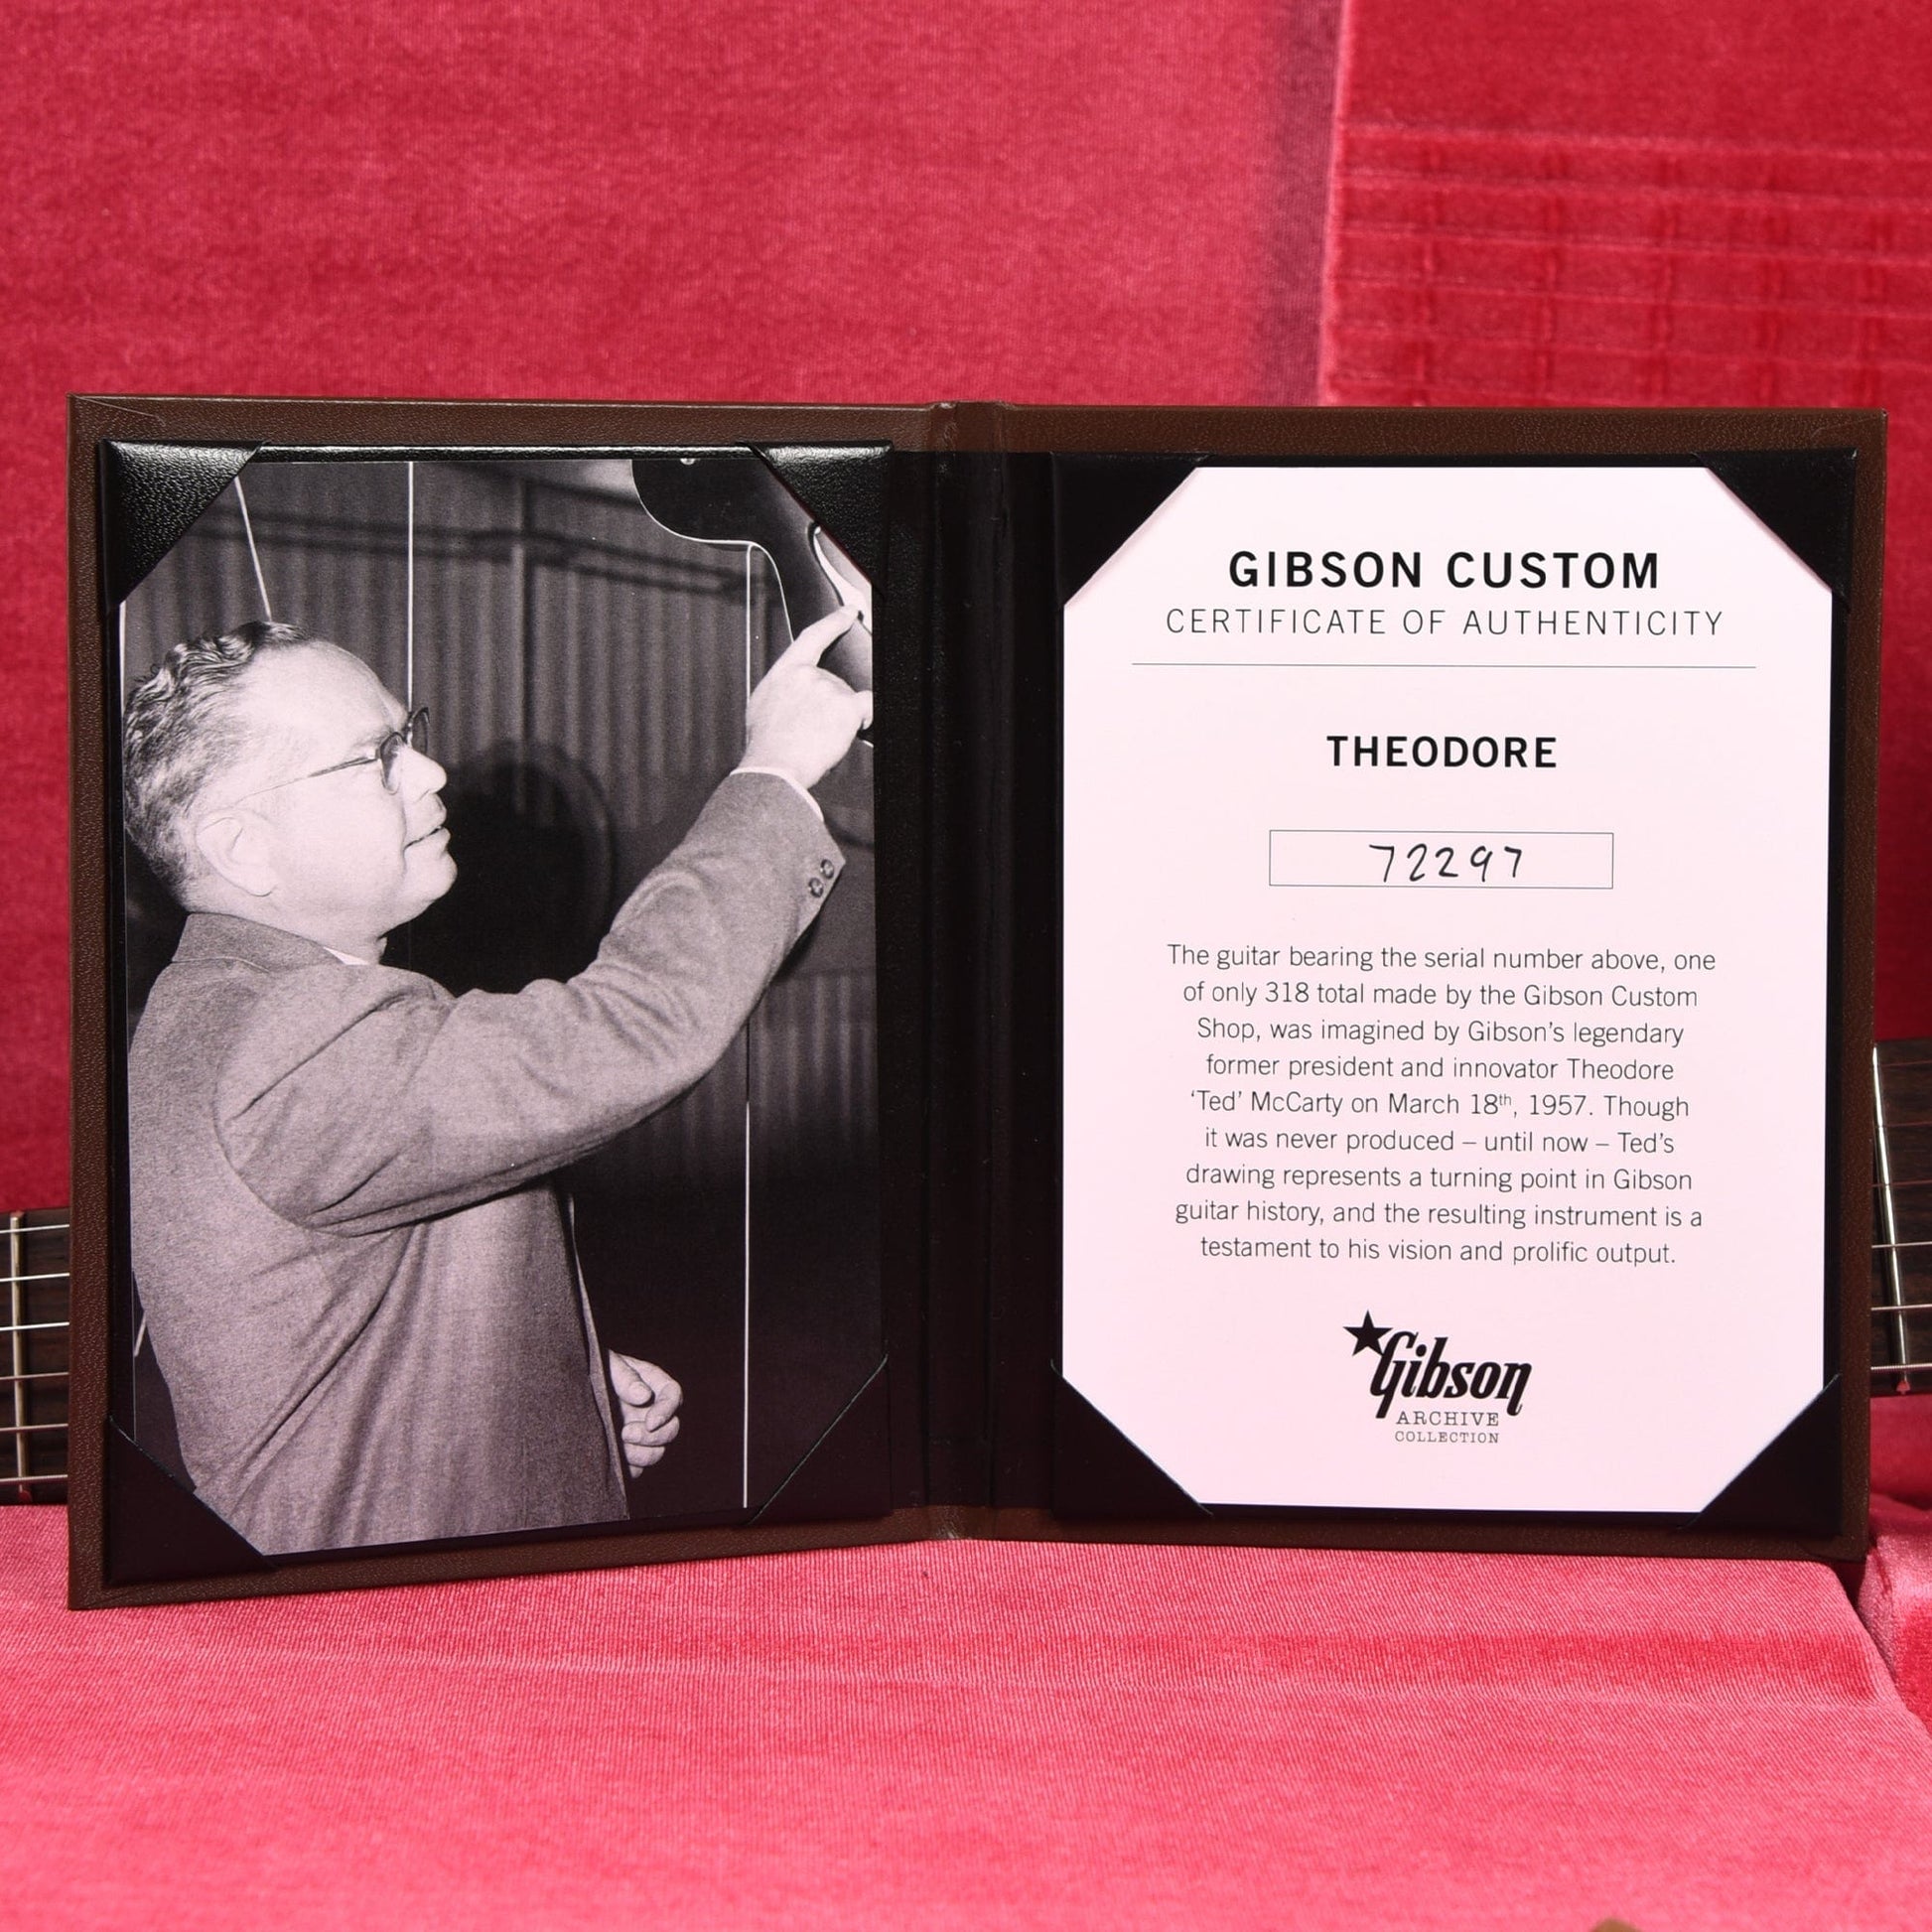 GIBSON CUSTOM
CERTIFICATE OF AUTHENTICITY
THEODORE
72297
The guitar bearing the serial number above, one
of only 318 total made by the Gibson Custom
Shop, was imagined by Gibson's legendary
former president and innovator Theodore
‘Ted’ McCarty on March 18th, 1957. Though
it was never produced – until now – Ted's
drawing represents a turning point in Gibson
guitar history, and the resulting instrument is a
testament to his vision and prolific output.
Gibson
ARCHIVE
COLLECTION